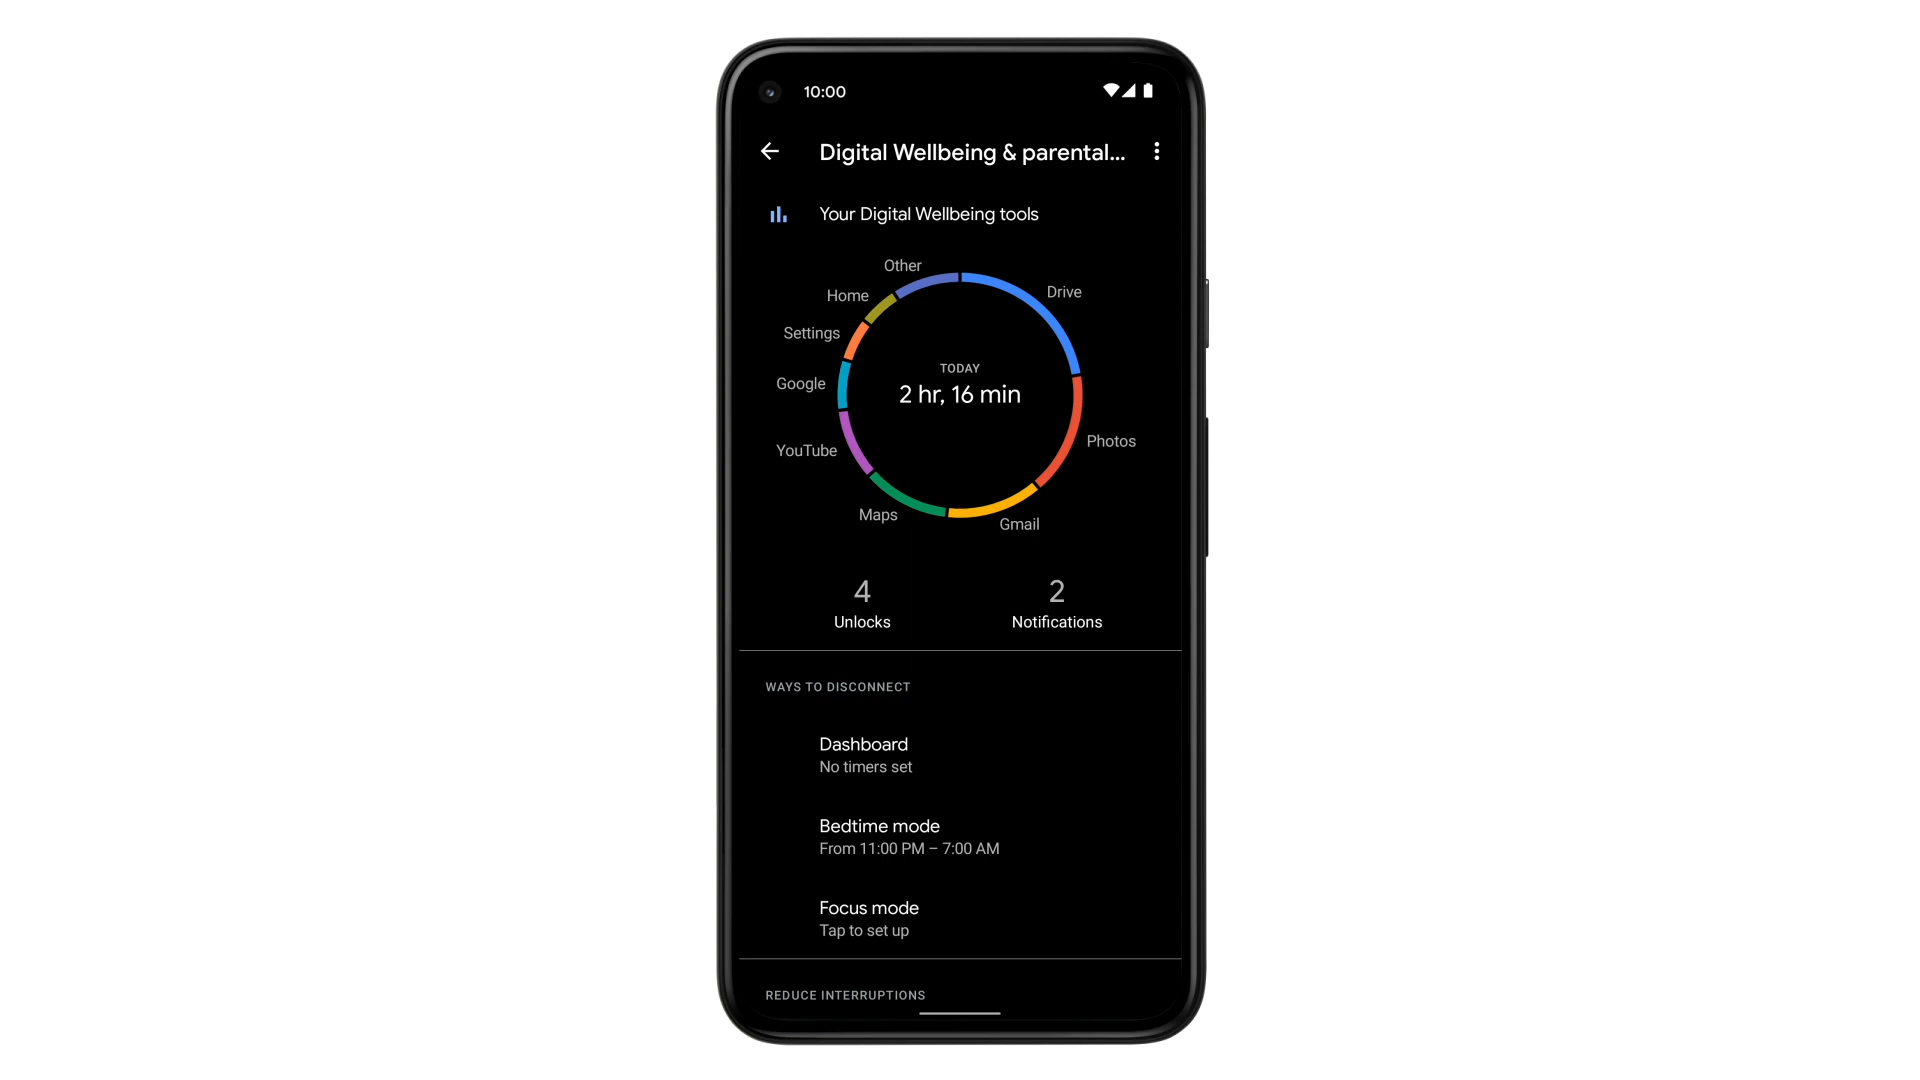 10:00
Digital Wellbeing & parental...
Your Digital Wellbeing tools
Other
Drive
Home
Settings
Google
YouTube
Maps
Gmail
Photos
TODAY
2 hr, 16 min
4
Unlocks
2
Notifications
WAYS TO DISCONNECT
Dashboard
No timers set
Bedtime mode
From 11:00 PM – 7:00 AM
Focus mode
Tap to set up
REDUCE INTERRUPTIONS